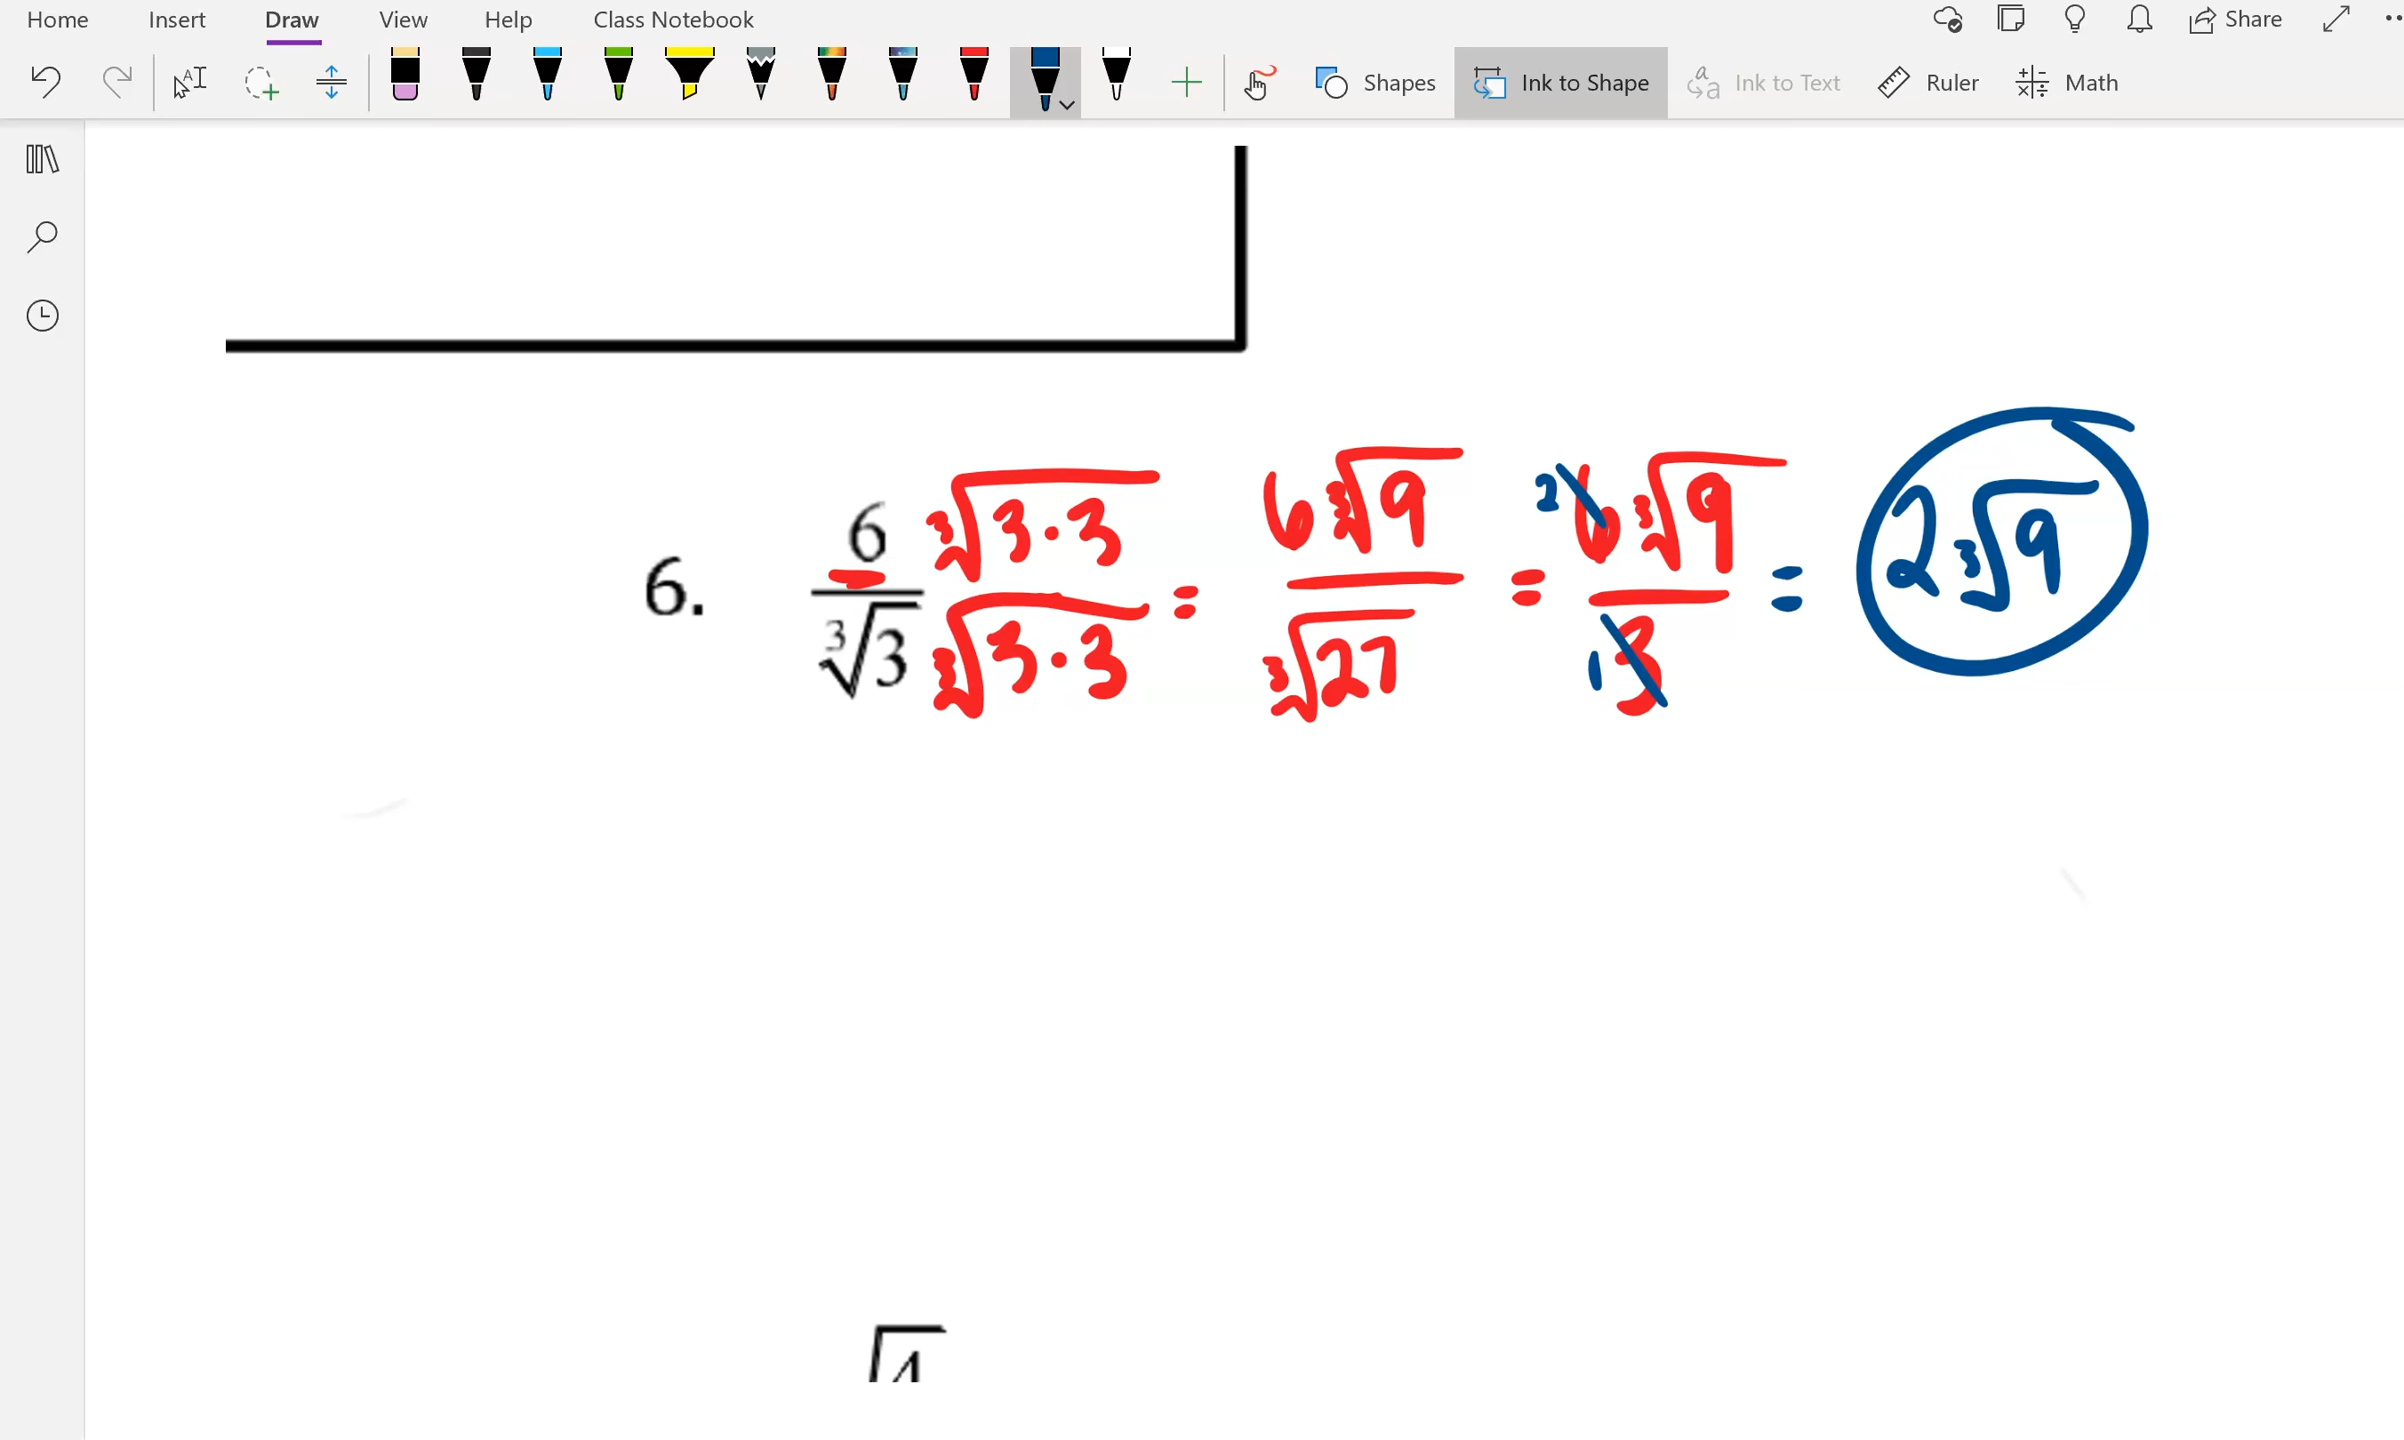 Home Insert Draw View Help Class Notebook Share
Shapes Ink to Shape Ink to Text Ruler Math
6. 6/∛3 ∛(3·3)/∛(3·3) = 6∛9/∛27 = 2 6∛9/1 3 = 2∛9
√4